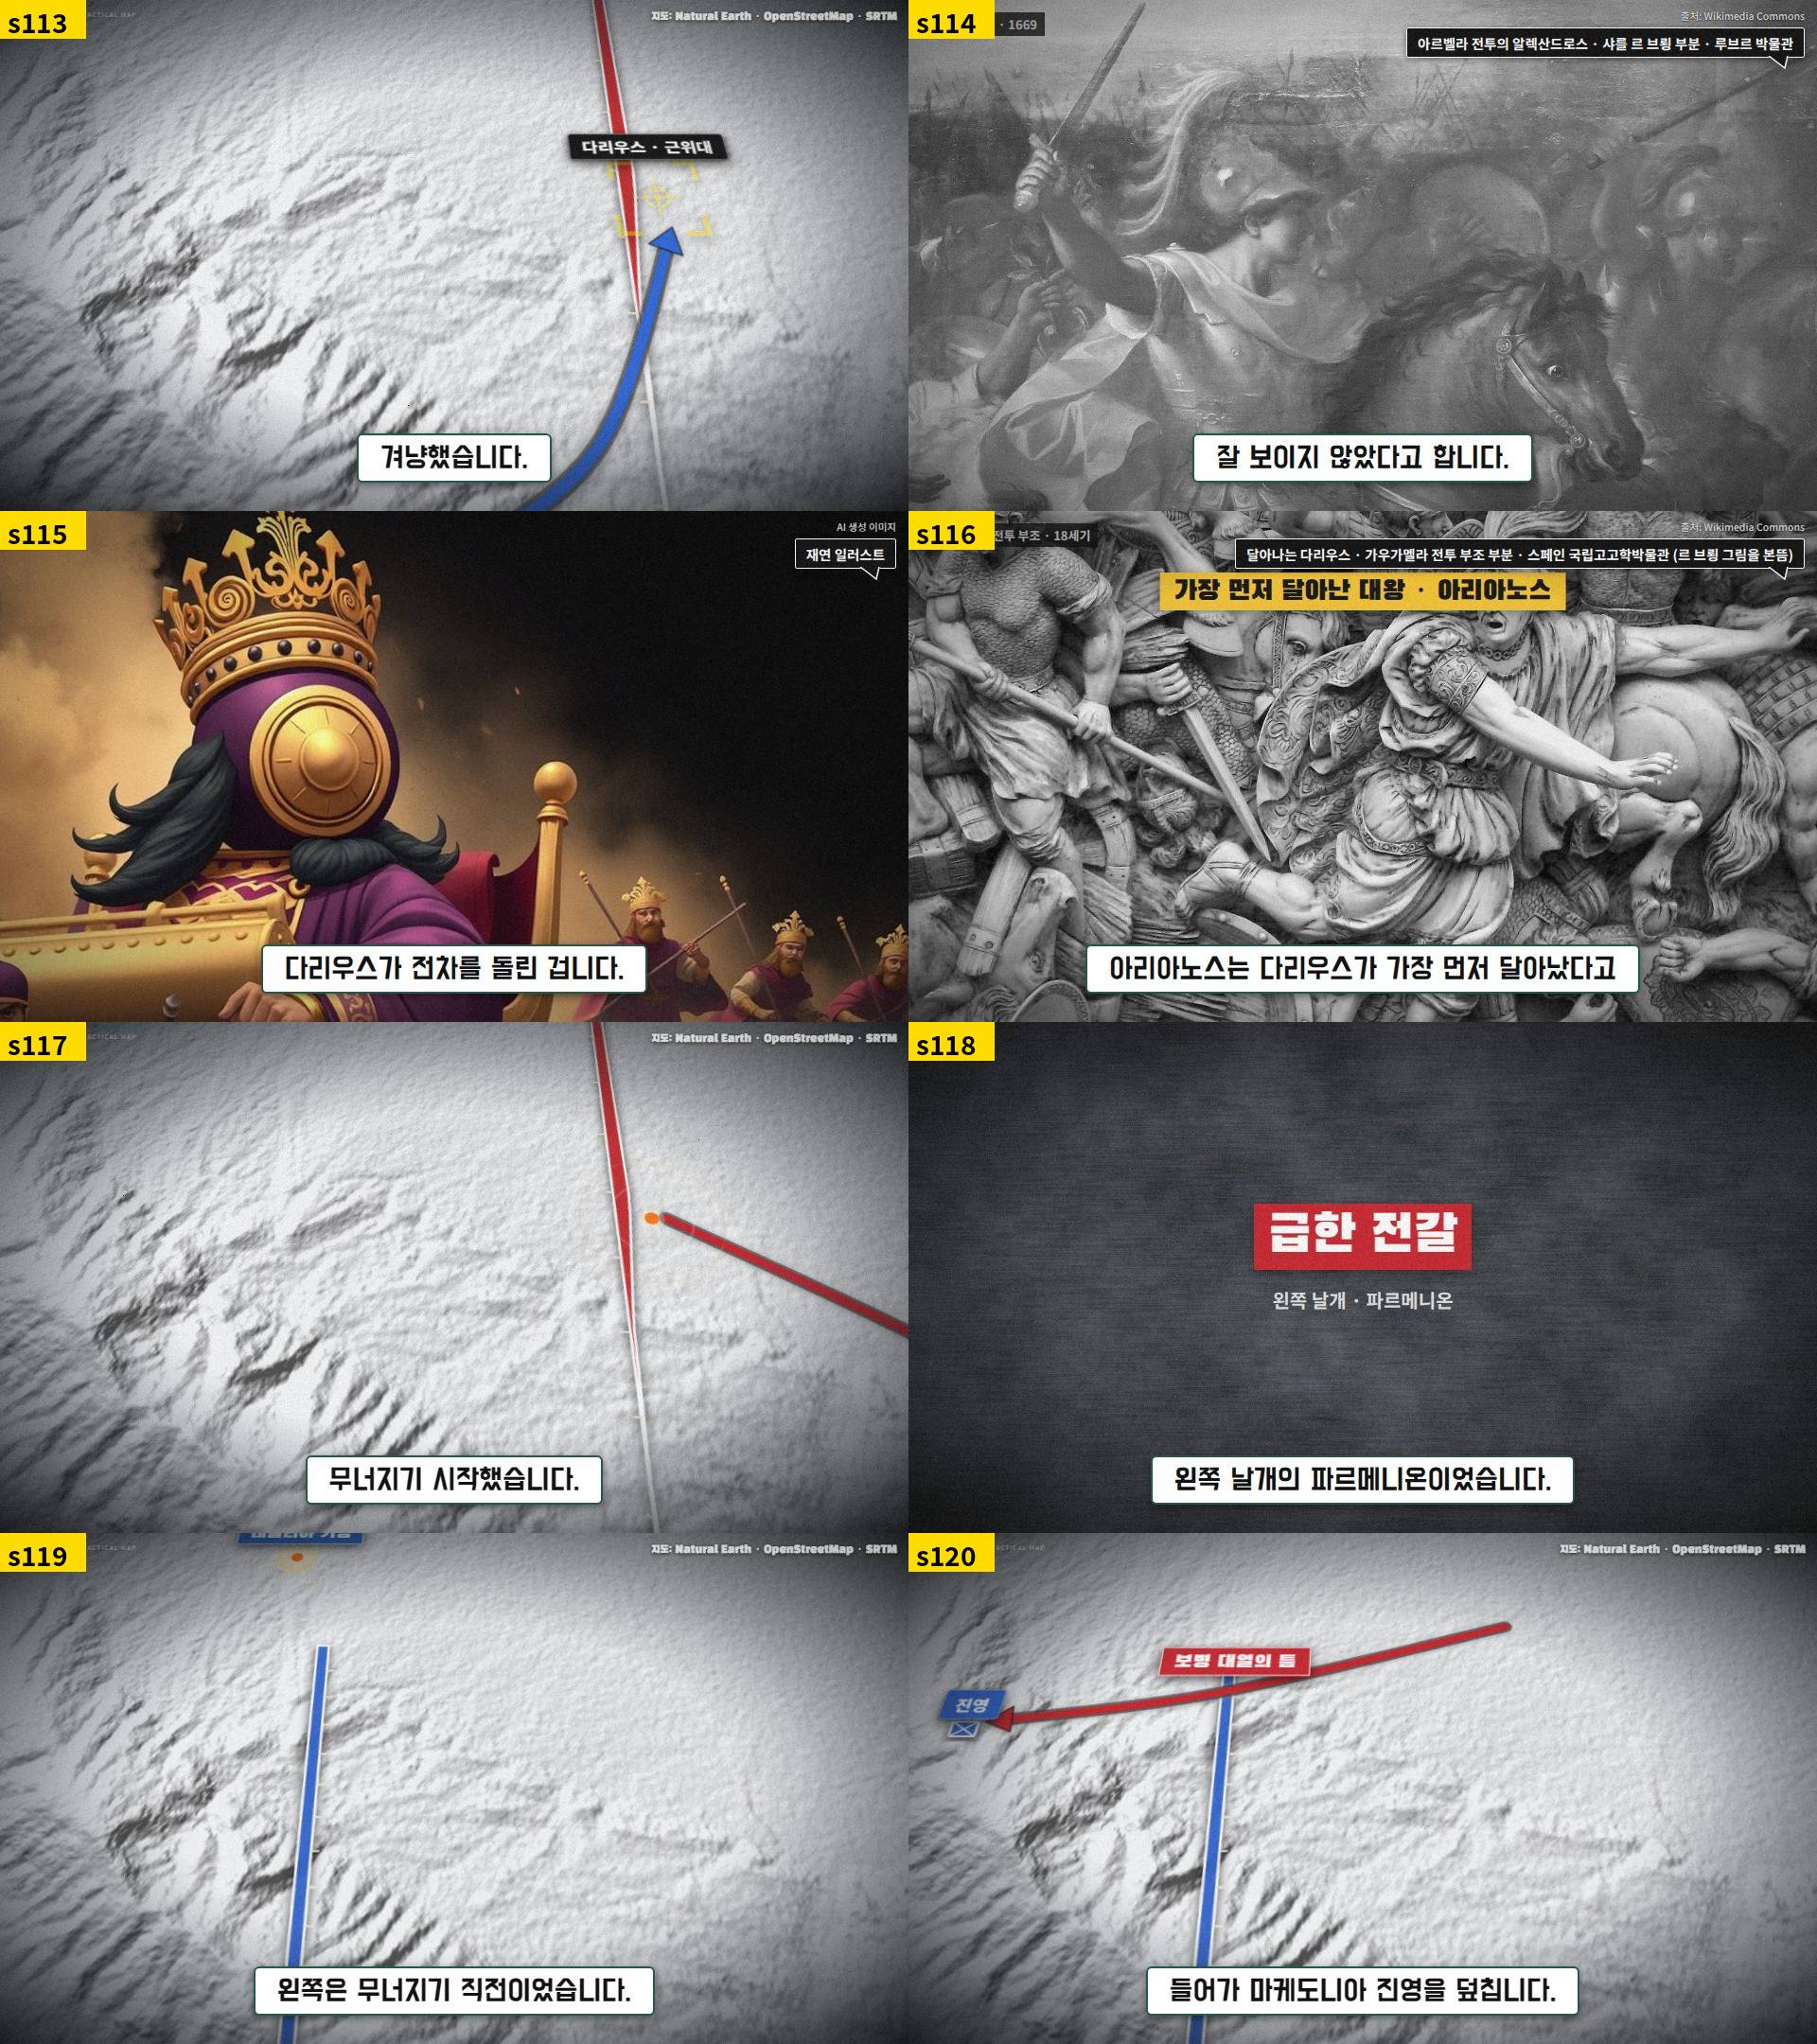 s113
지도: Natural Earth · OpenStreetMap · SRTM
다리우스 · 근위대
겨냥했습니다.
s114
· 1669
출처: Wikimedia Commons
아르벨라 전투의 알렉산드로스 · 샤를 르 브룅 부분 · 루브르 박물관
잘 보이지 않았다고 합니다.
s115
AI 생성 이미지
재연 일러스트
다리우스가 전차를 돌린 겁니다.
s116
전투 부조 · 18세기
출처: Wikimedia Commons
달아나는 다리우스 · 가우가멜라 전투 부조 부분 · 스페인 국립고고학박물관 (르 브룅 그림을 본뜸)
가장 먼저 달아난 대왕 · 아리아노스
아리아노스는 다리우스가 가장 먼저 달아났다고
s117
ACTICAL MAP
지도: Natural Earth · OpenStreetMap · SRTM
무너지기 시작했습니다.
s118
급한 전갈
왼쪽 날개 · 파르메니온
왼쪽 날개의 파르메니온이었습니다.
s119
ACTICAL MAP
지도: Natural Earth · OpenStreetMap · SRTM
왼쪽은 무너지기 직전이었습니다.
s120
ACTICAL MAP
지도: Natural Earth · OpenStreetMap · SRTM
보병 대열의 틈
진영
들어가 마케도니아 진영을 덮칩니다.